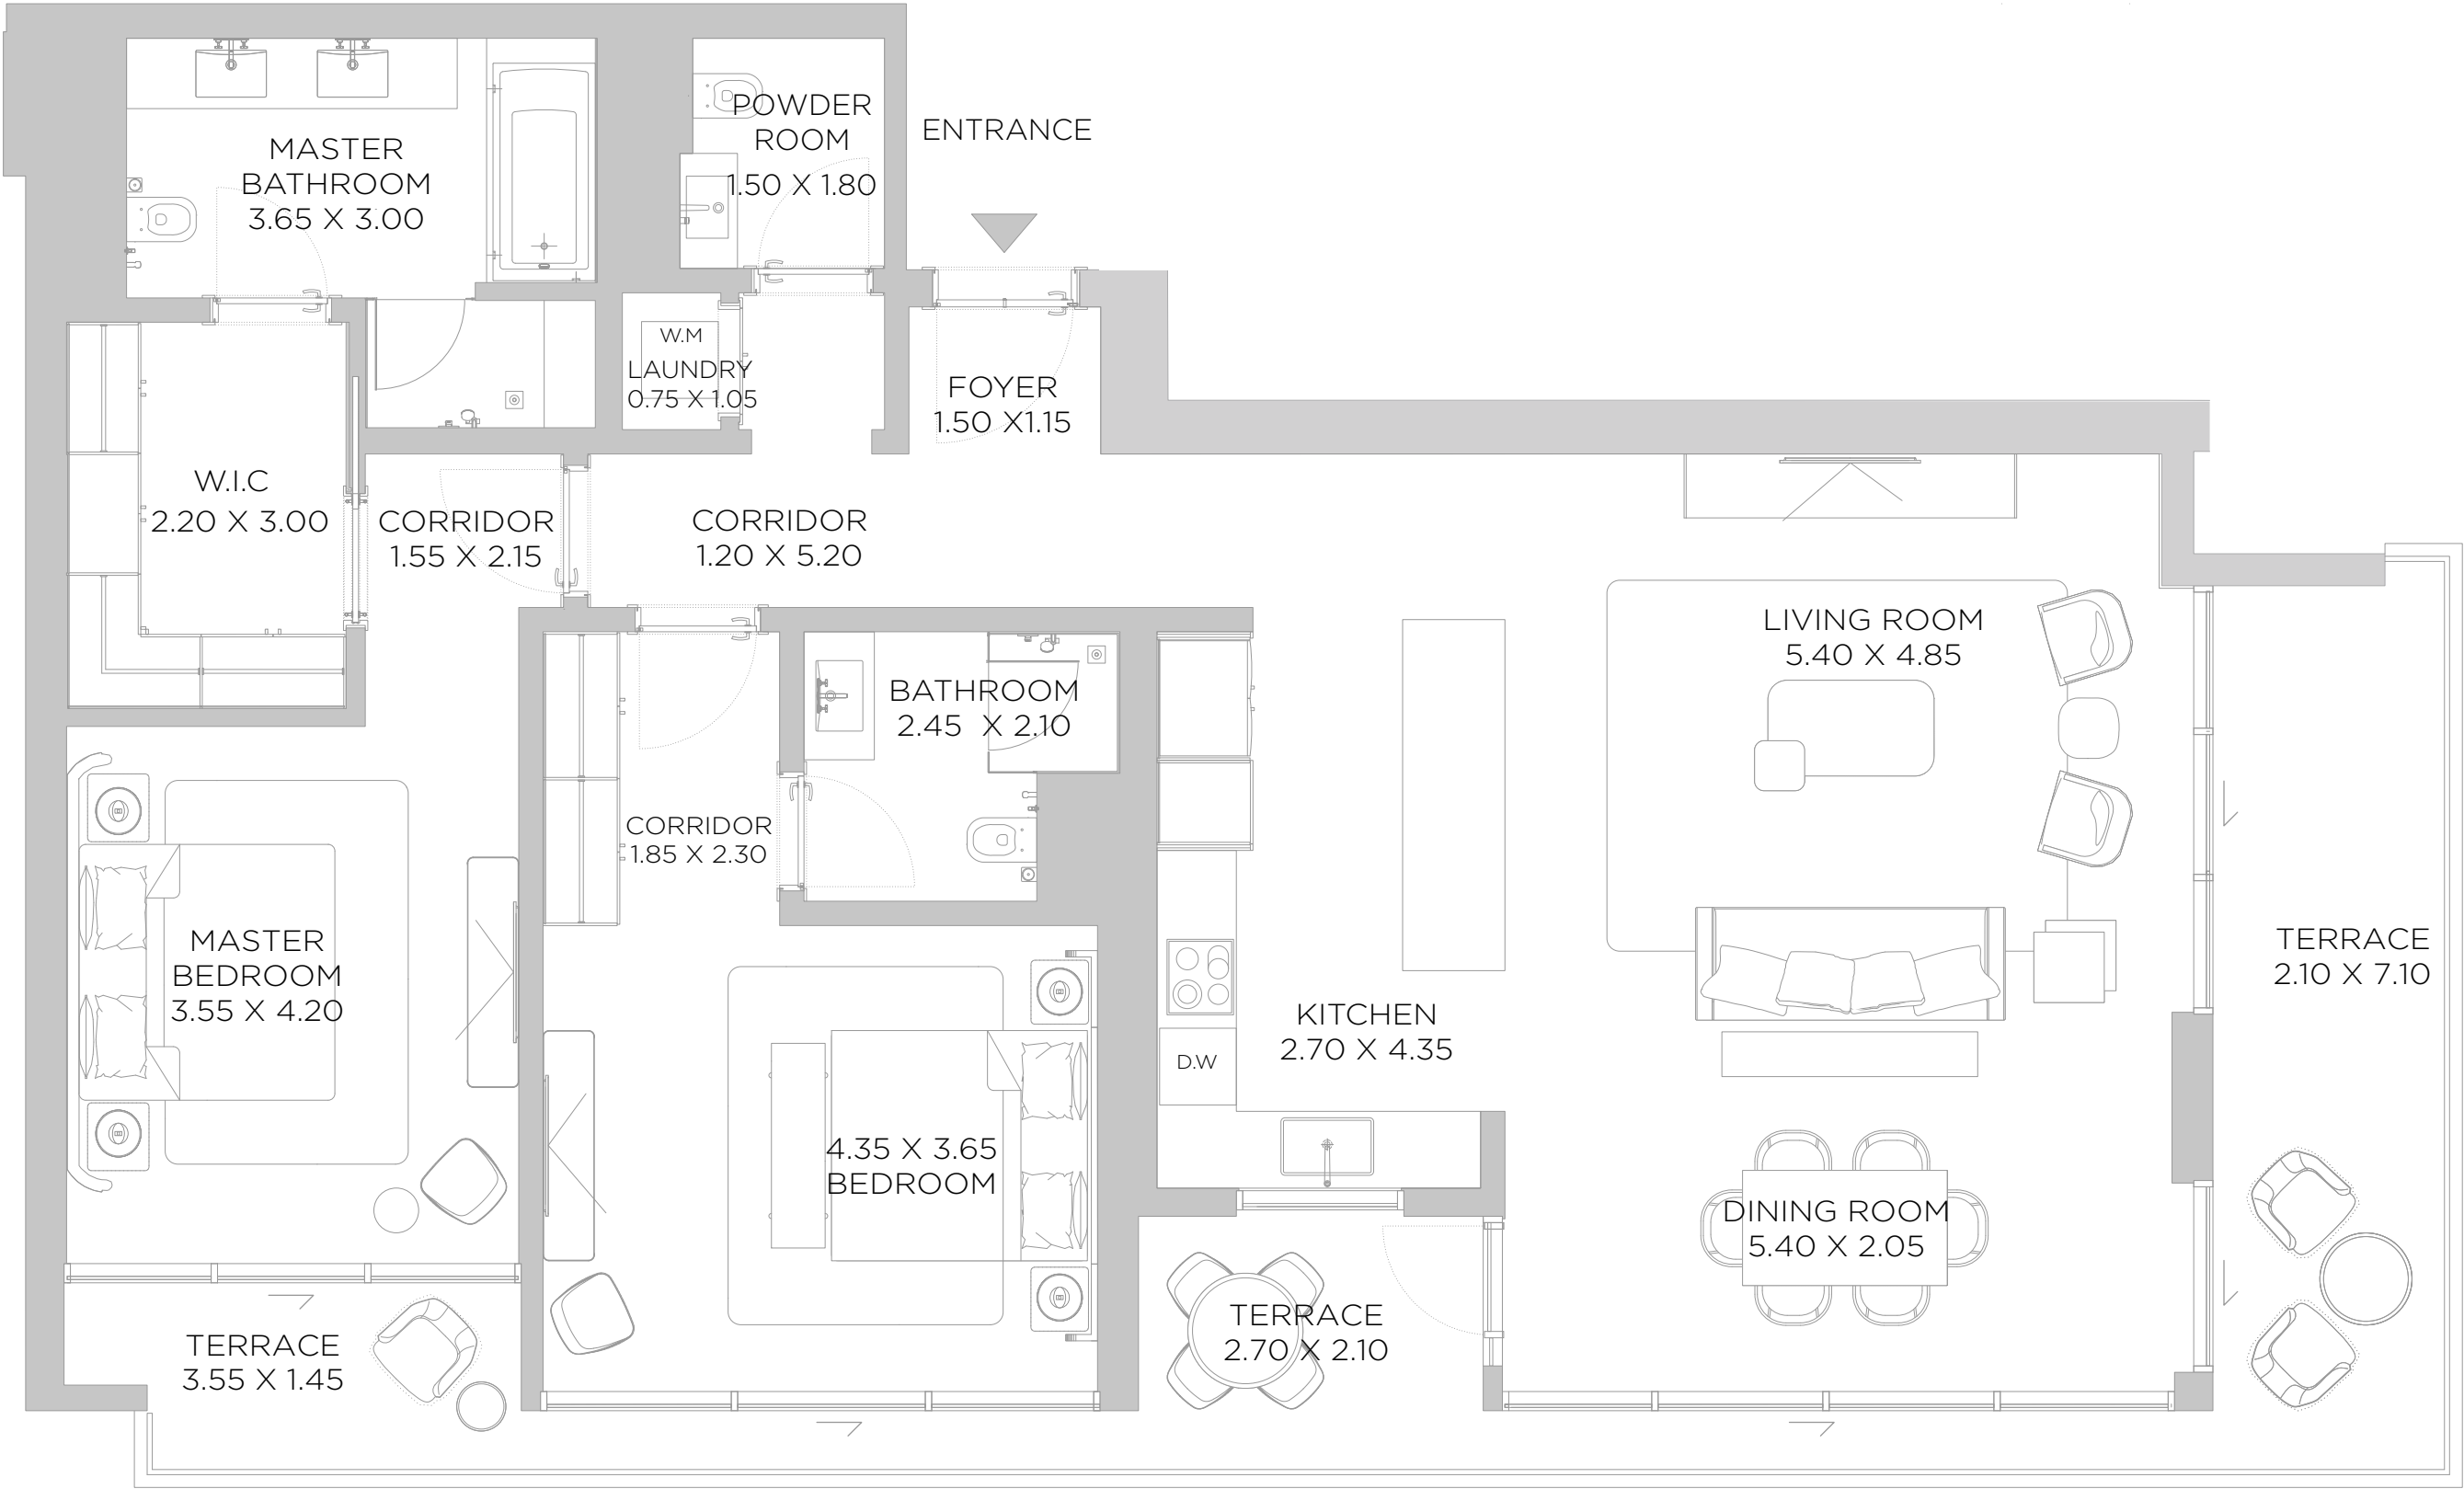 POWDER
ROOM
1.50 X 1.80
ENTRANCE
MASTER
BATHROOM
3.65 X 3.00
W.M
LAUNDRY
0.75 X 1.05
FOYER
1.50 X1.15
W.I.C
2.20 X 3.00
CORRIDOR
1.55 X 2.15
CORRIDOR
1.20 X 5.20
LIVING ROOM
5.40 X 4.85
BATHROOM
2.45 X 2.10
CORRIDOR
1.85 X 2.30
MASTER
BEDROOM
3.55 X 4.20
TERRACE
2.10 X 7.10
KITCHEN
2.70 X 4.35
D.W
4.35 X 3.65
BEDROOM
DINING ROOM
5.40 X 2.05
TERRACE
2.70 X 2.10
TERRACE
3.55 X 1.45